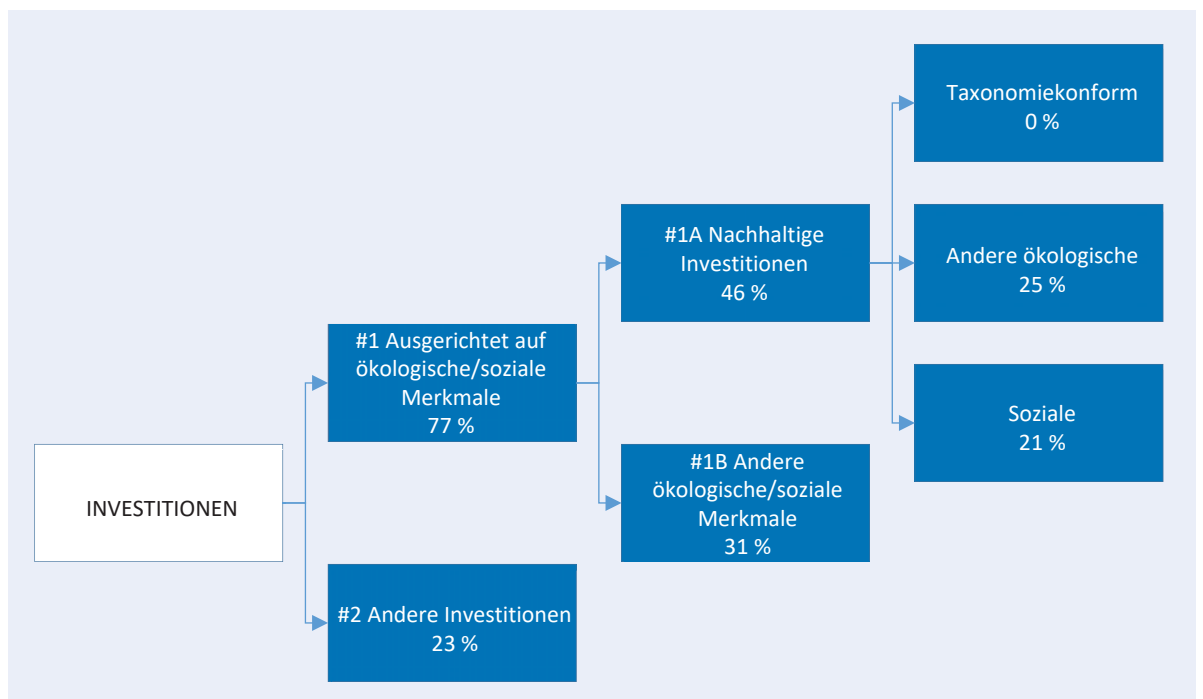 INVESTITIONEN
#1 Ausgerichtet auf
ökologische/soziale
Merkmale
77 %
#2 Andere Investitionen
23 %
#1A Nachhaltige
Investitionen
46 %
#1B Andere
ökologische/soziale
Merkmale
31 %
Taxonomiekonform
0 %
Andere ökologische
25 %
Soziale
21 %